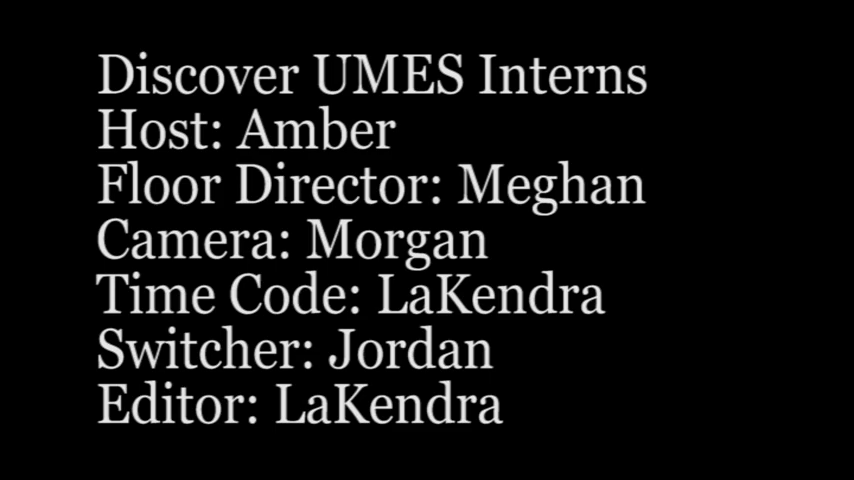 Discover UMES Interns
Host: Amber
Floor Director: Meghan
Camera: Morgan
Time Code: LaKendra
Switcher: Jordan
Editor: LaKendra